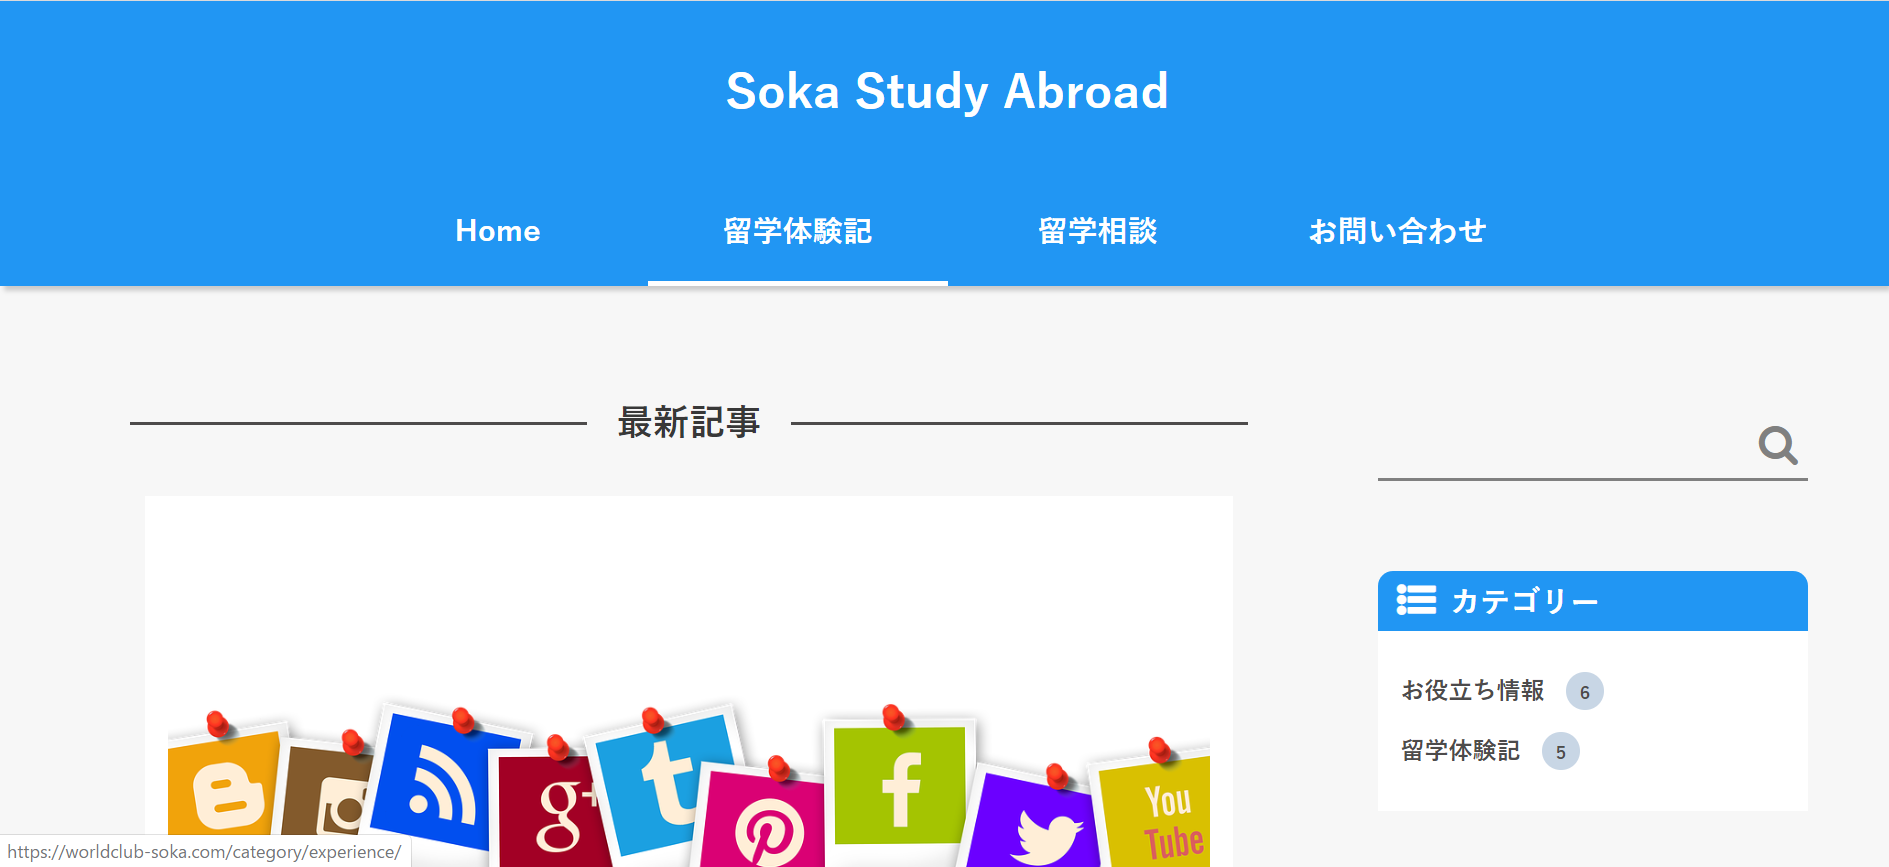 Soka Study Abroad
Home 留学体験記 留学相談 お問い合わせ
最新記事
カテゴリー
お役立ち情報 6
留学体験記 5
g+
t
f
You
Tube
https://worldclub-soka.com/category/experience/